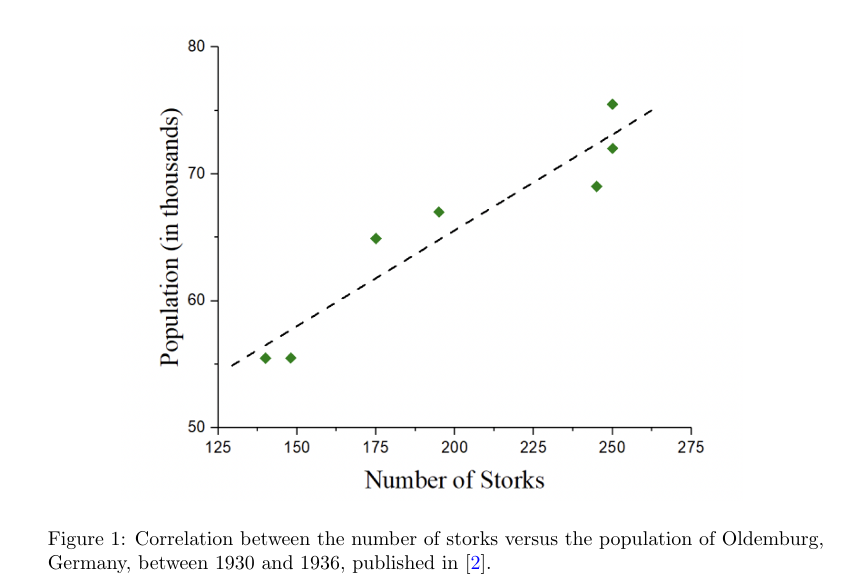 80
70
60
50
Population (in thousands)
125 150 175 200 225 250 275
Number of Storks
Figure 1: Correlation between the number of storks versus the population of Oldemburg,
Germany, between 1930 and 1936, published in [2].